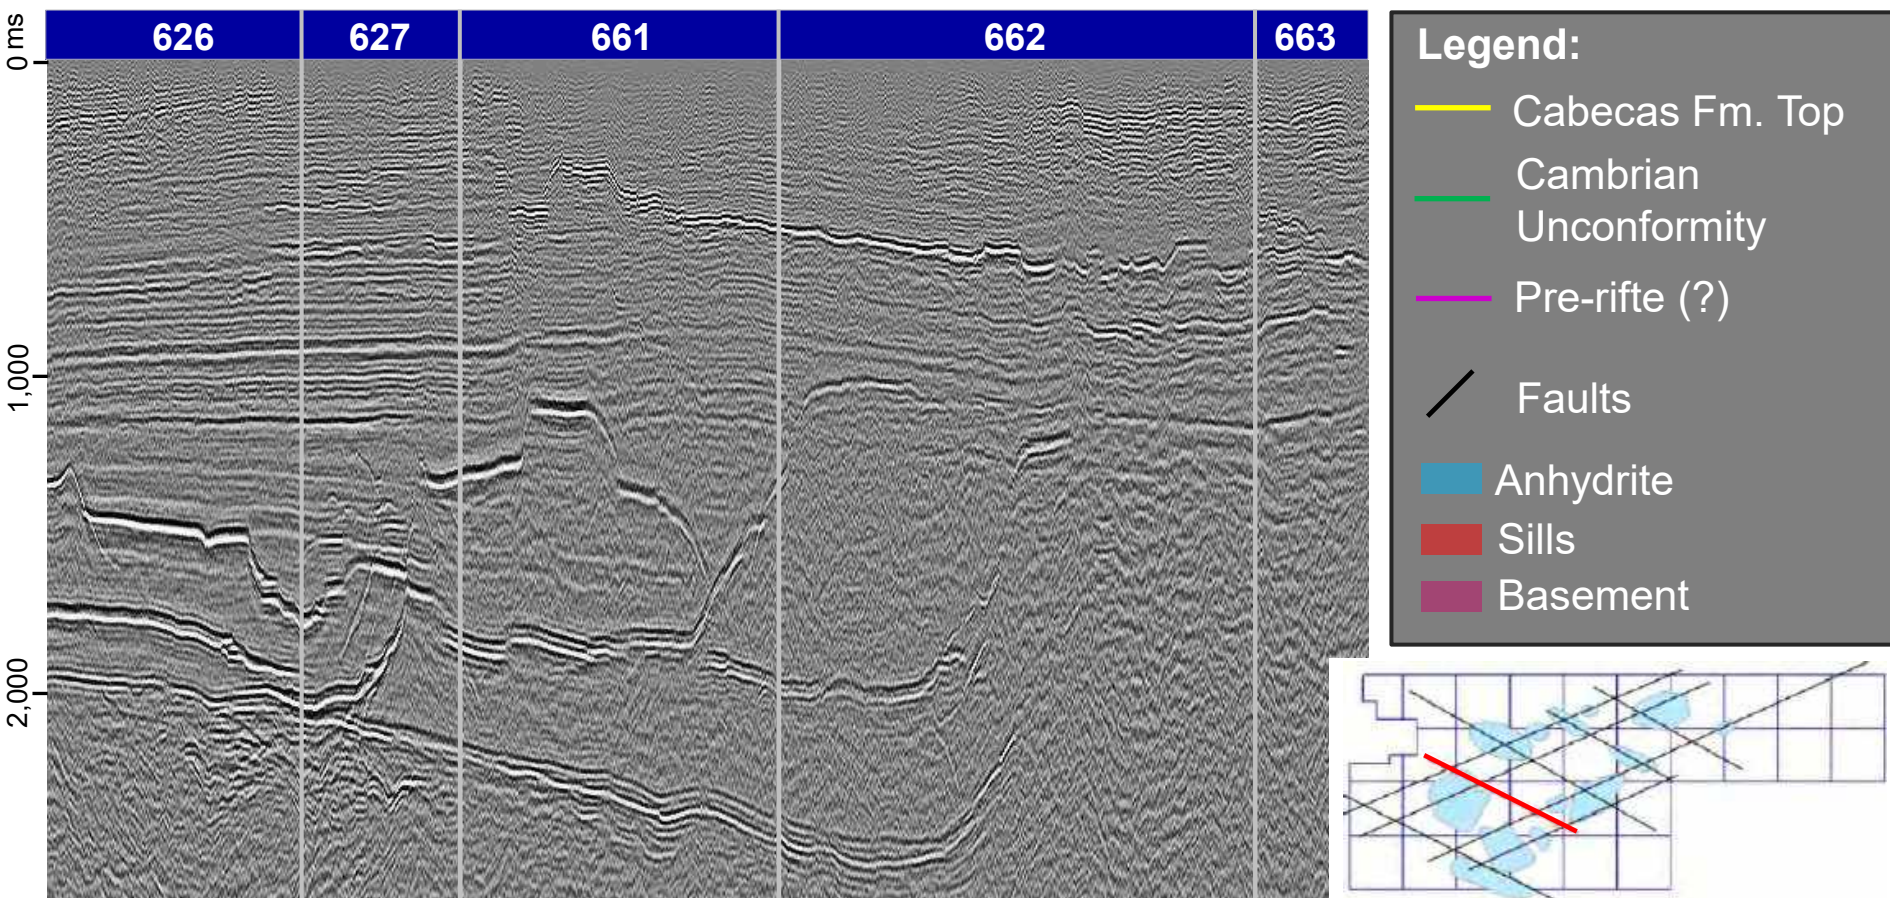 626 627 661 662 663
0 ms
1,000
2,000
Legend:
Cabecas Fm. Top
Cambrian
Unconformity
Pre-rifte (?)
Faults
Anhydrite
Sills
Basement